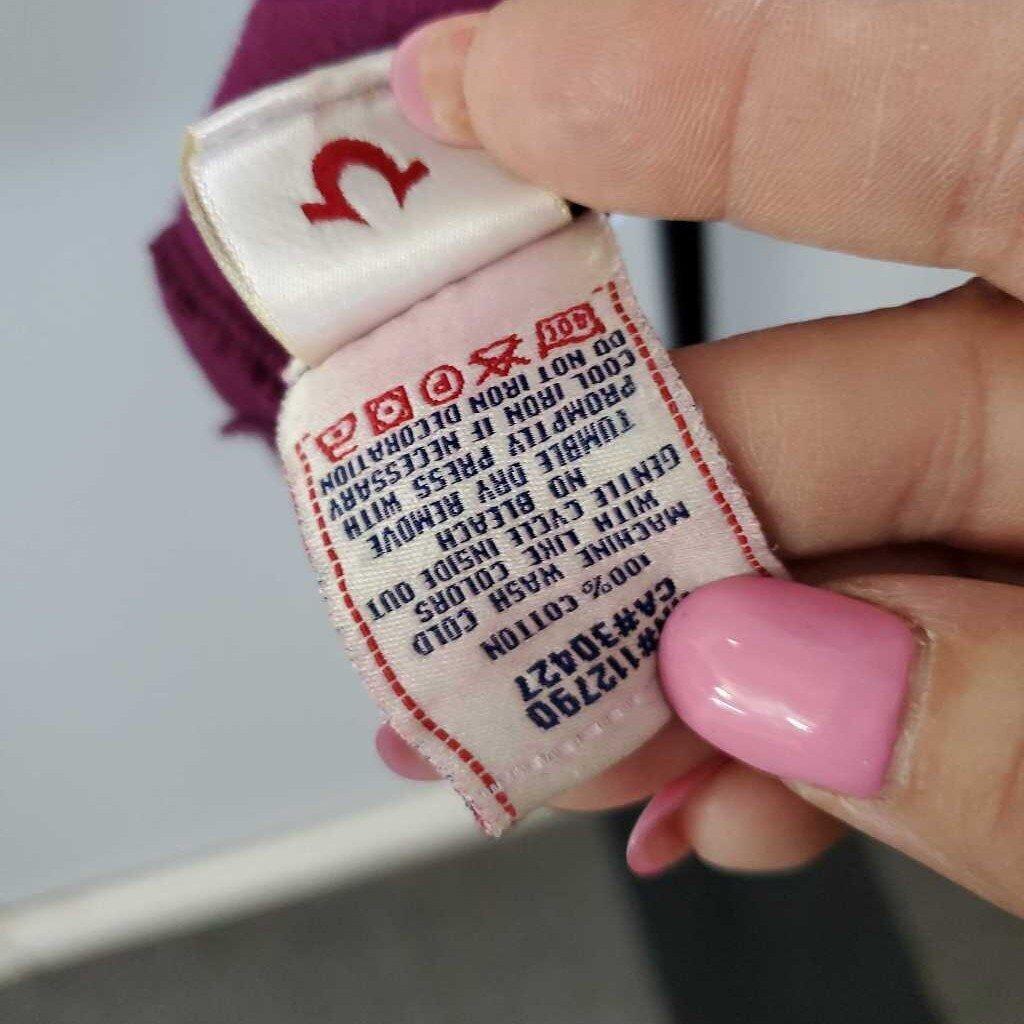 #112790
CA#30427
100% COTTON
MACHINE WASH COLD
WITH LIKE COLORS
GENTLE CYCLE INSIDE OUT
NO BLEACH
TUMBLE DRY REMOVE
PROMPTLY PRESS WITH
COOL IRON IF NECESSARY
DO NOT IRON DECORATION
40C P